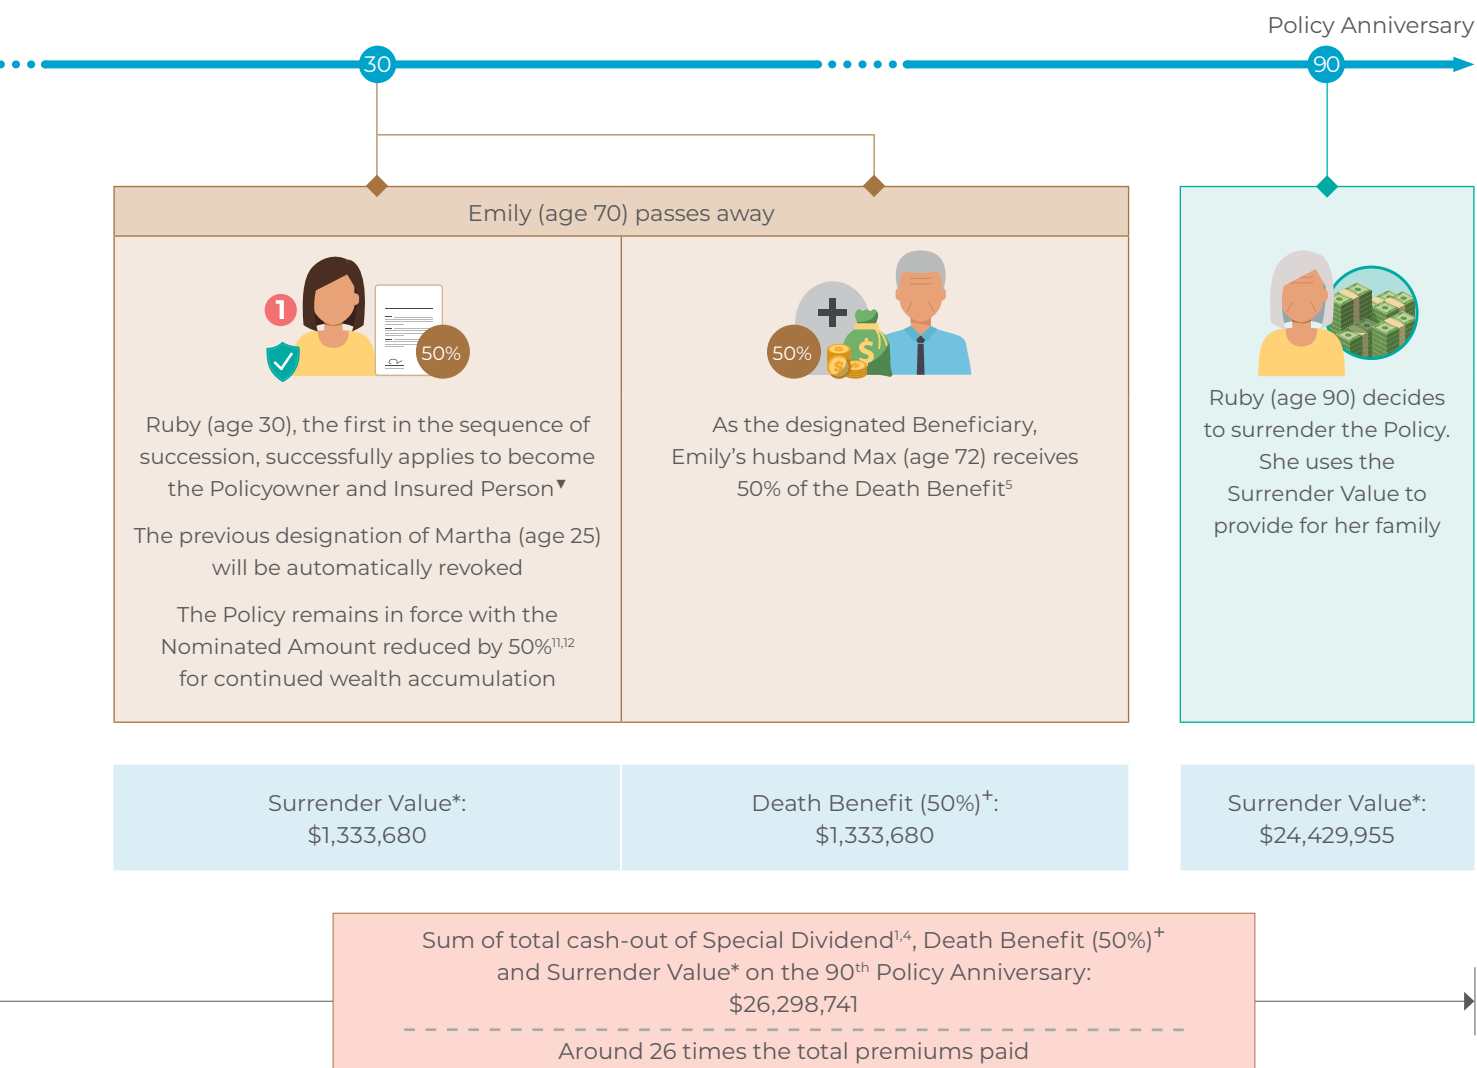 Policy Anniversary
30
90
Emily (age 70) passes away
1
50%
Ruby (age 30), the first in the sequence of
succession, successfully applies to become
the Policyowner and Insured Person▼
The previous designation of Martha (age 25)
will be automatically revoked
The Policy remains in force with the
Nominated Amount reduced by 50%11,12
for continued wealth accumulation
50%
$
$
As the designated Beneficiary,
Emily’s husband Max (age 72) receives
50% of the Death Benefit5
Ruby (age 90) decides
to surrender the Policy.
She uses the
Surrender Value to
provide for her family
Surrender Value*:
$1,333,680
Death Benefit (50%)+:
$1,333,680
Surrender Value*:
$24,429,955
Sum of total cash-out of Special Dividend1,4, Death Benefit (50%)+
and Surrender Value* on the 90th Policy Anniversary:
$26,298,741
Around 26 times the total premiums paid